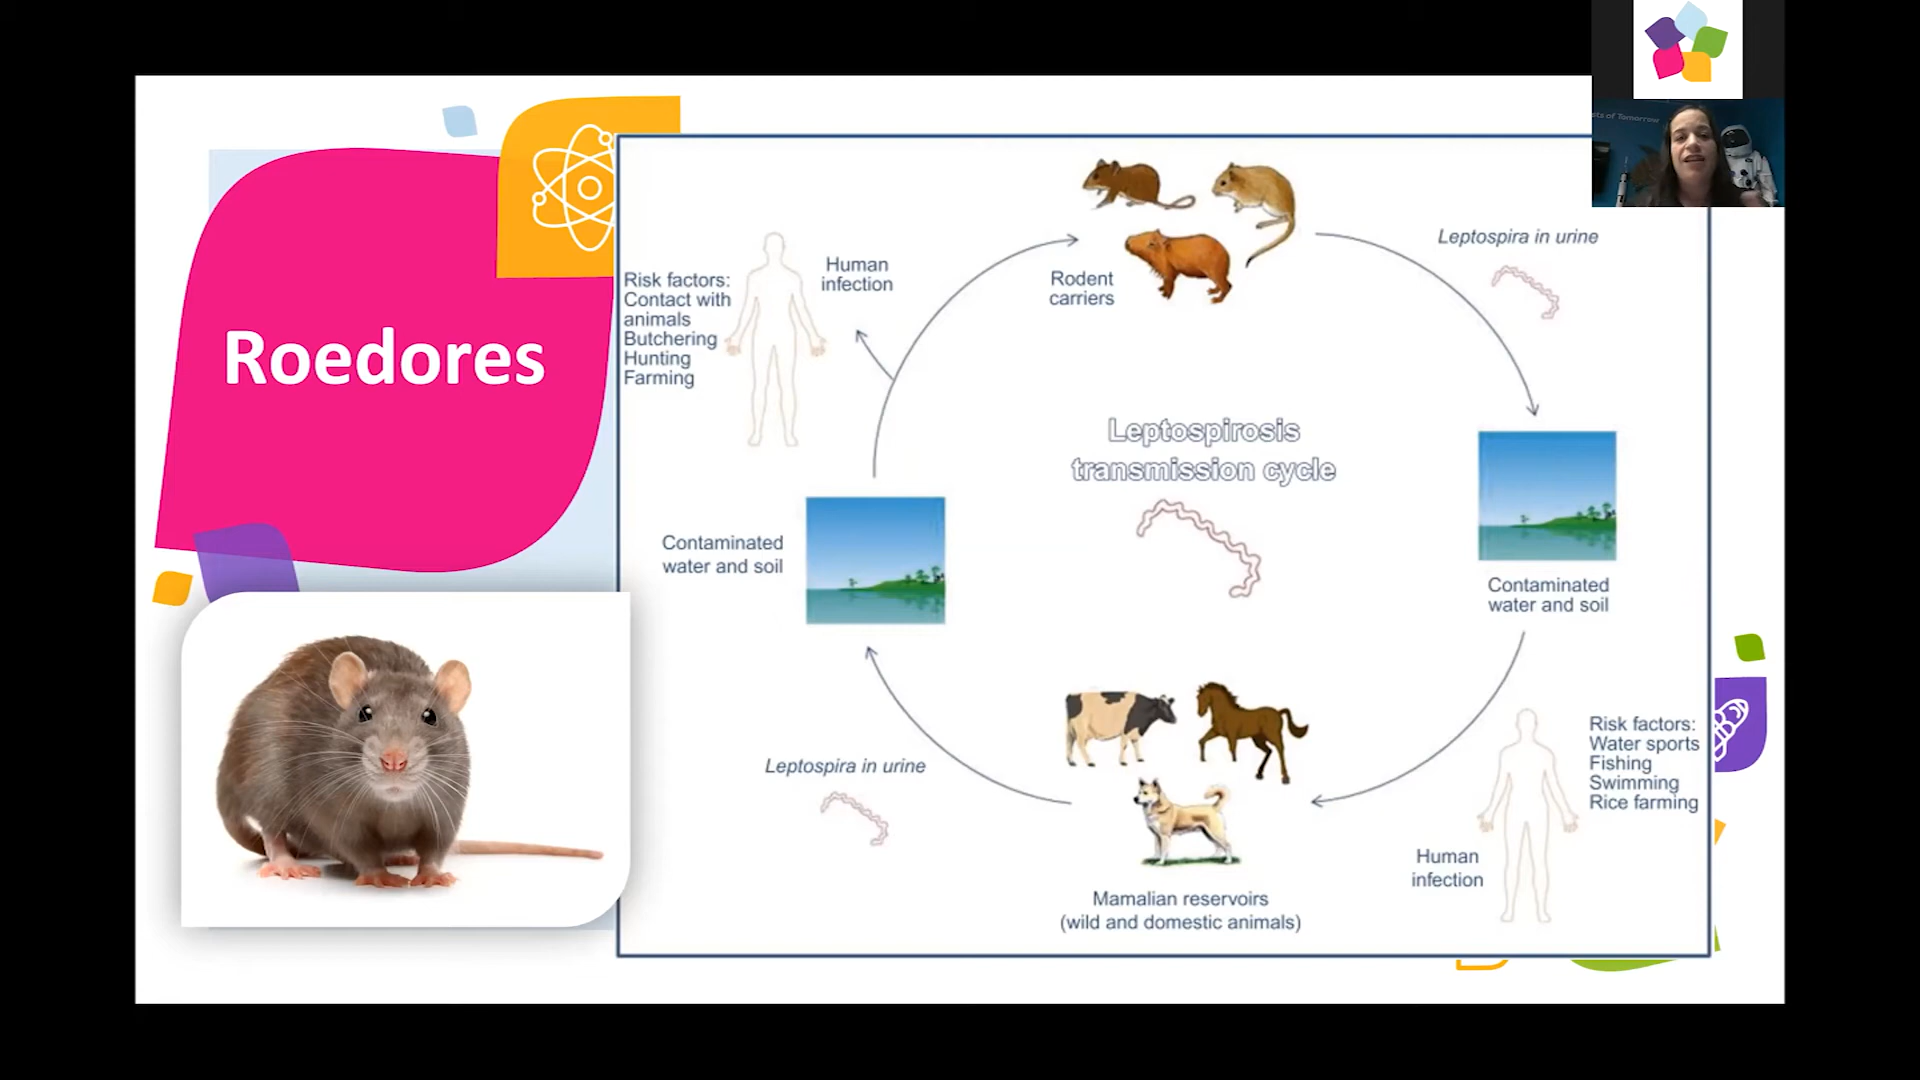 Roedores
Risk factors:
Contact with
animals
Butchering
Hunting
Farming
Human
infection
Rodent
carriers
Leptospira in urine
Leptospirosis
transmission cycle
Contaminated
water and soil
Contaminated
water and soil
Leptospira in urine
Mamalian reservoirs
(wild and domestic animals)
Human
infection
Risk factors:
Water sports
Fishing
Swimming
Rice farming
of Tomorrow